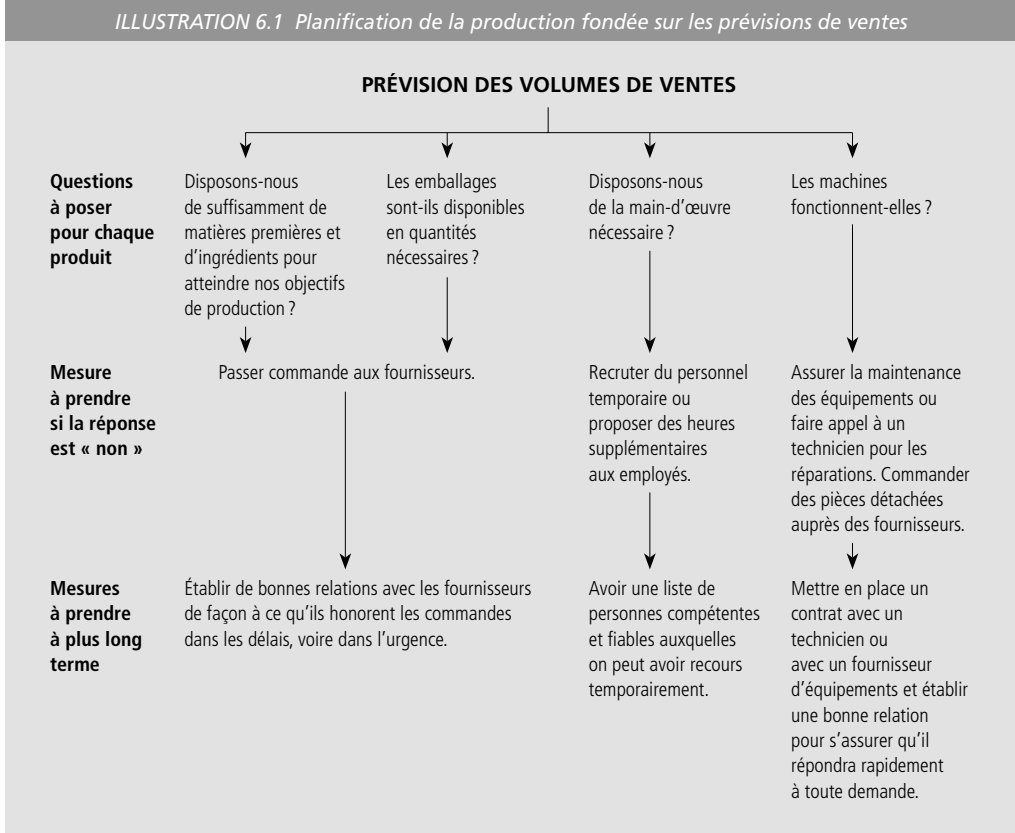 ILLUSTRATION 6.1 Planification de la production fondée sur les prévisions de ventes
PRÉVISION DES VOLUMES DE VENTES
Questions
à poser
pour chaque
produit
Disposons-nous
de suffisamment de
matières premières et
d'ingrédients pour
atteindre nos objectifs
de production ?
Les emballages
sont-ils disponibles
en quantités
nécessaires ?
Disposons-nous
de la main-d'œuvre
nécessaire ?
Les machines
fonctionnent-elles ?
Mesure
à prendre
si la réponse
est « non »
Passer commande aux fournisseurs.
Recruter du personnel
temporaire ou
proposer des heures
supplémentaires
aux employés.
Assurer la maintenance
des équipements ou
faire appel à un
technicien pour les
réparations. Commander
des pièces détachées
auprès des fournisseurs.
Mesures
à prendre
à plus long
terme
Établir de bonnes relations avec les fournisseurs
de façon à ce qu'ils honorent les commandes
dans les délais, voire dans l'urgence.
Avoir une liste de
personnes compétentes
et fiables auxquelles
on peut avoir recours
temporairement.
Mettre en place un
contrat avec un
technicien ou
avec un fournisseur
d'équipements et établir
une bonne relation
pour s'assurer qu'il
répondra rapidement
à toute demande.